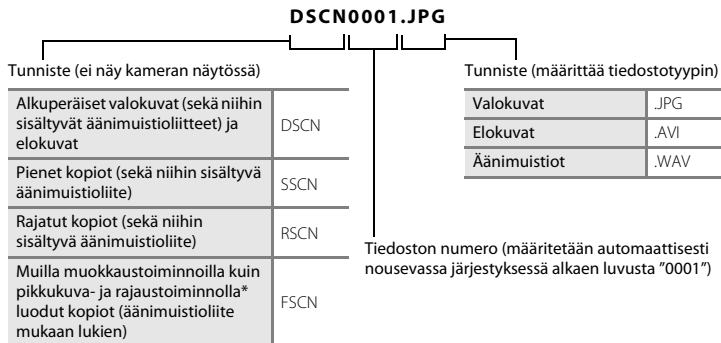 DSCN0001.JPG
Tunniste (ei näy kameran näytössä)
Alkuperäiset valokuvat (sekä niihin
sisältyvät äänimuistioliitteet) ja
elokuvat
DSCN
Pienet kopiot (sekä niihin sisältyvä
äänimuistioliite)
SSCN
Rajatut kopiot (sekä niihin
sisältyvä äänimuistioliite)
RSCN
Muilla muokkaustoiminnoilla kuin
pikkukuva- ja rajaustoiminnolla*
luodut kopiot (äänimuistioliite
mukaan lukien)
FSCN
Tunniste (määrittää tiedostotyypin)
Valokuvat .JPG
Elokuvat .AVI
Äänimuistiot .WAV
Tiedoston numero (määritetään automaattisesti
nousevassa järjestyksessä alkaen luvusta ”0001”)